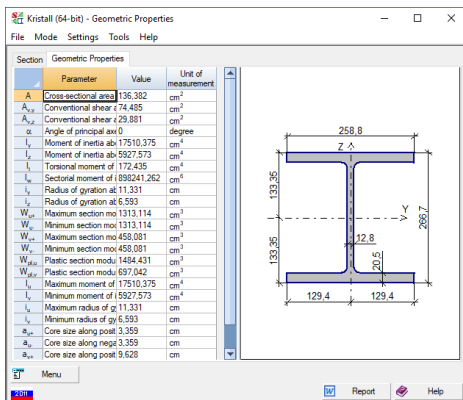 Kristall (64-bit) - Geometric Properties
File Mode Settings Tools Help
Section Geometric Properties
Parameter Value Unit of measurement
A Cross-sectional area 136,382 cm2
Av,y Conventional shear a 74,485 cm2
Av,z Conventional shear a 29,881 cm2
α Angle of principal axe 0 degree
Iy Moment of inertia ab 17510,375 cm4
Iz Moment of inertia ab 5927,573 cm4
It Torsional moment of 172,435 cm4
Iw Sectorial moment of i 898241,262 cm6
iy Radius of gyration ab 11,331 cm
iz Radius of gyration ab 6,593 cm
Wu+ Maximum section mo 1313,114 cm3
Wu- Minimum section mo 1313,114 cm3
Wv+ Maximum section mo 458,081 cm3
Wv- Minimum section mo 458,081 cm3
Wpl,u Plastic section modu 1484,431 cm3
Wpl,v Plastic section modu 697,042 cm3
Iu Maximum moment of 17510,375 cm4
Iv Minimum moment of i 5927,573 cm4
iu Maximum radius of g 11,331 cm
iv Minimum radius of gy 6,593 cm
au+ Core size along posit 3,359 cm
au- Core size along nega 3,359 cm
av+ Core size along posit 9,628 cm
258,8
Z
133,35
Y
266,7
12,8
133,35
20,5
129,4 129,4
Menu
2011
W Report Help